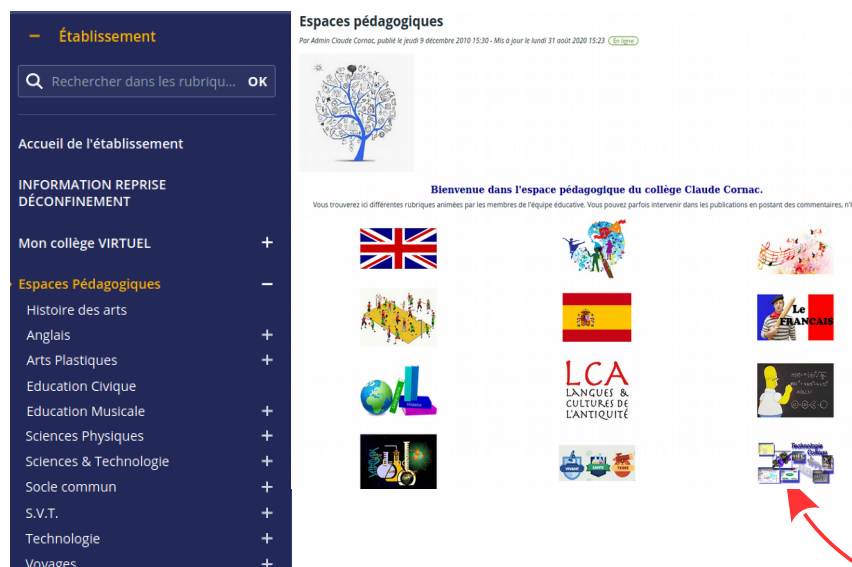 Établissement
Rechercher dans les rubriqu... OK
Accueil de l'établissement
INFORMATION REPRISE
DÉCONFINEMENT
Mon collège VIRTUEL
Espaces Pédagogiques
Histoire des arts
Anglais
Arts Plastiques
Education Civique
Education Musicale
Sciences Physiques
Sciences & Technologie
Socle commun
S.V.T.
Technologie
Voyages
Espaces pédagogiques
Par Admin Claude Cornac, publié le jeudi 9 décembre 2010 15:30 - Mis à jour le lundi 31 août 2020 15:23 En ligne
Bienvenue dans l'espace pédagogique du collège Claude Cornac.
Vous trouverez ici différentes rubriques animées par les membres de l'équipe éducative. Vous pouvez parfois intervenir dans les publications en postant des commentaires, n'h
Le
FRANCAIS
LCA
LANGUES &
CULTURES DE
L'ANTIQUITÉ
VIVANT SANTE TERRE
Technologie
Collège